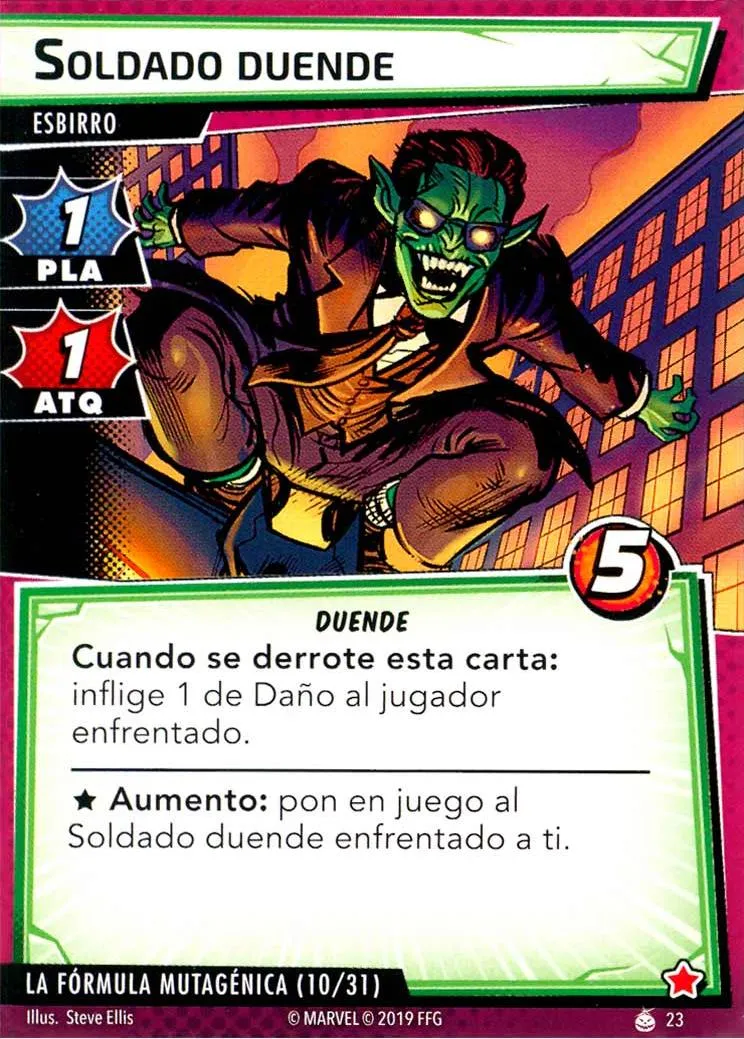 SOLDADO DUENDE
ESBIRRO
1
PLA
1
ATQ
5
DUENDE
Cuando se derrote esta carta:
inflige 1 de Daño al jugador
enfrentado.
★ Aumento: pon en juego al
Soldado duende enfrentado a ti.
LA FÓRMULA MUTAGÉNICA (10/31)
Illus. Steve Ellis
© MARVEL © 2019 FFG
23